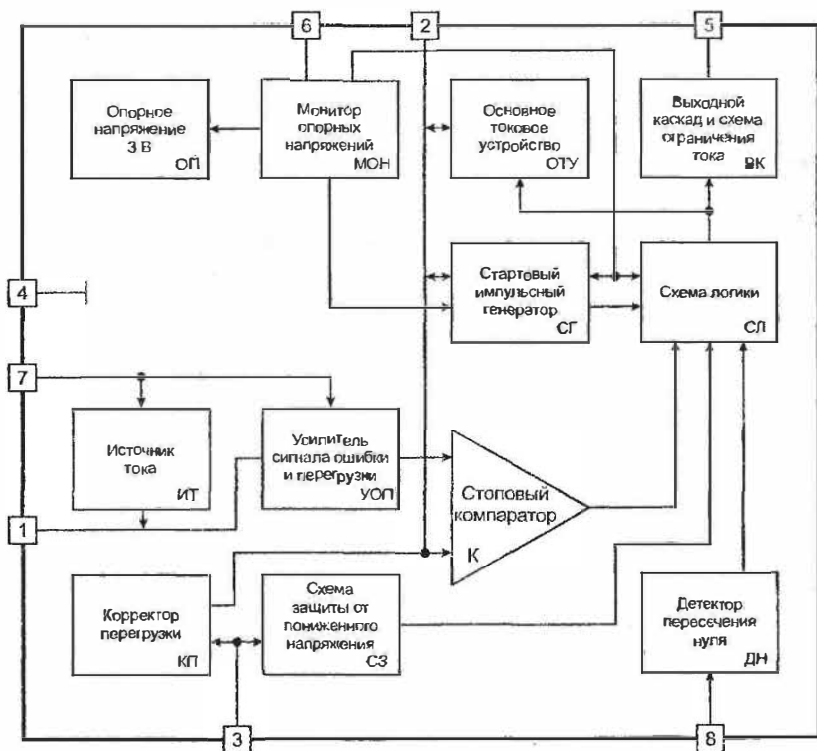 6
2
5
Опорное
напряжение
3 В
ОП
Монитор
опорных
напряжений
МОН
Основное
токовое
устройство
ОТУ
Выходной
каскад и схема
ограничения
тока
ВК
Стартовый
импульсный
генератор
СГ
Схема логики
СЛ
4
7
Источник
тока
ИТ
Усилитель
сигнала ошибки
и перегрузки
УОП
Стоповый
компаратор
К
1
Корректор
перегрузки
КП
Схема
защиты от
пониженного
напряжения
СЗ
Детектор
пересечения
нуля
ДН
3
8